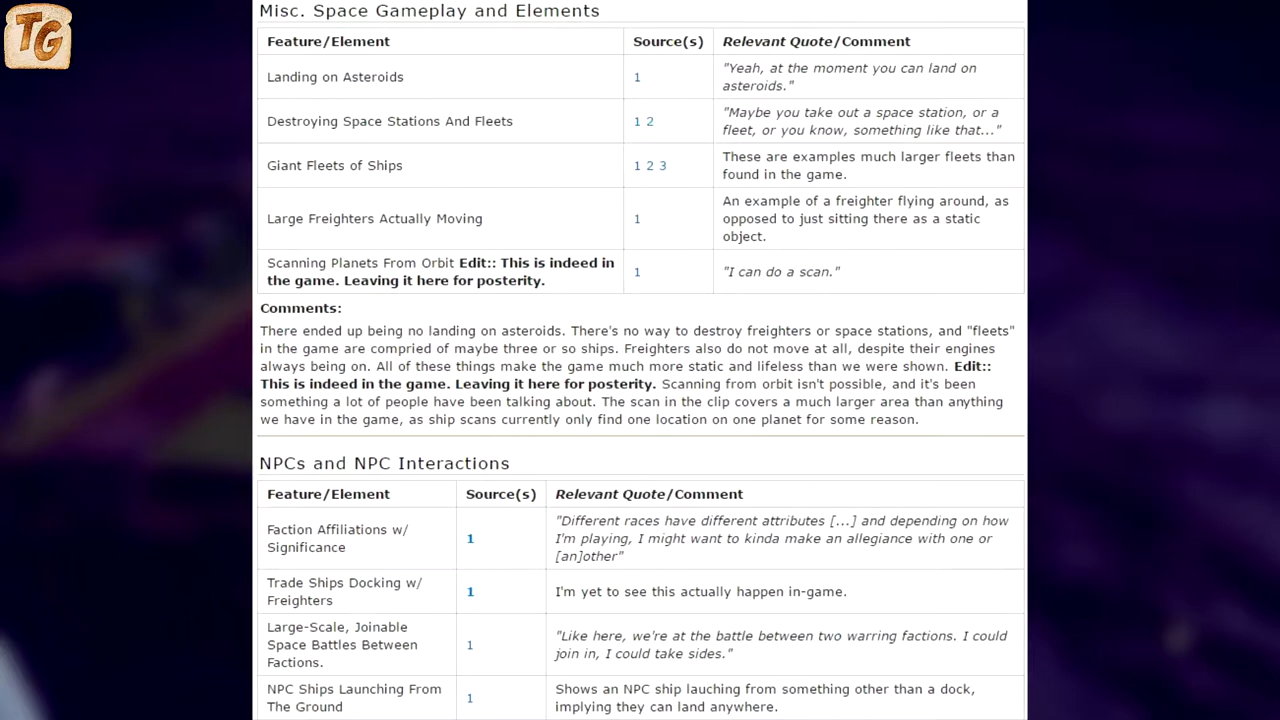 TG
Misc. Space Gameplay and Elements
Feature/Element Source(s) Relevant Quote/Comment
Landing on Asteroids 1 "Yeah, at the moment you can land on
asteroids."
Destroying Space Stations And Fleets 1 2 "Maybe you take out a space station, or a
fleet, or you know, something like that..."
Giant Fleets of Ships 1 2 3 These are examples much larger fleets than
found in the game.
Large Freighters Actually Moving 1 An example of a freighter flying around, as
opposed to just sitting there as a static
object.
Scanning Planets From Orbit Edit:: This is indeed in
the game. Leaving it here for posterity. 1 "I can do a scan."
Comments:
There ended up being no landing on asteroids. There's no way to destroy freighters or space stations, and "fleets"
in the game are compried of maybe three or so ships. Freighters also do not move at all, despite their engines
always being on. All of these things make the game much more static and lifeless than we were shown. Edit::
This is indeed in the game. Leaving it here for posterity. Scanning from orbit isn't possible, and it's been
something a lot of people have been talking about. The scan in the clip covers a much larger area than anything
we have in the game, as ship scans currently only find one location on one planet for some reason.
NPCs and NPC Interactions
Feature/Element Source(s) Relevant Quote/Comment
Faction Affiliations w/
Significance 1 "Different races have different attributes [...] and depending on how
I'm playing, I might want to kinda make an allegiance with one or
[an]other"
Trade Ships Docking w/
Freighters 1 I'm yet to see this actually happen in-game.
Large-Scale, Joinable
Space Battles Between
Factions. 1 "Like here, we're at the battle between two warring factions. I could
join in, I could take sides."
NPC Ships Launching From
The Ground 1 Shows an NPC ship lauching from something other than a dock,
implying they can land anywhere.